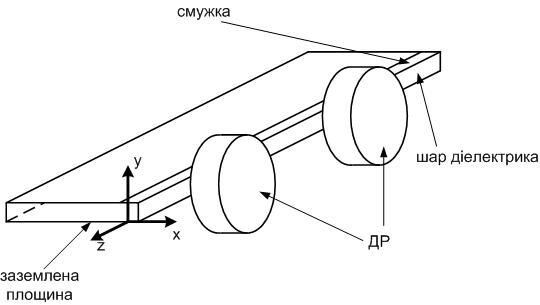 смужка
шар діелектрика
y
x
z
ДР
заземлена
площина